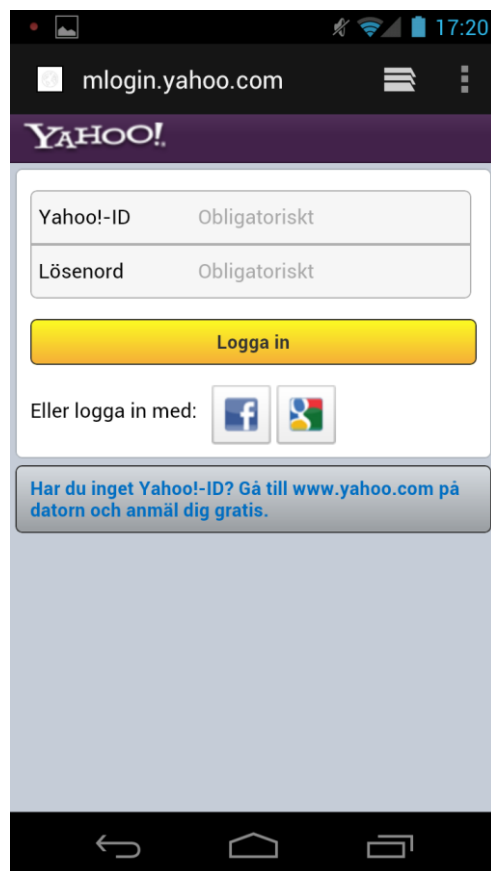 17:20
mlogin.yahoo.com
YAHOO!
Yahoo!-ID Obligatoriskt
Lösenord Obligatoriskt
Logga in
Eller logga in med:
Har du inget Yahoo!-ID? Gå till www.yahoo.com på
datorn och anmäl dig gratis.